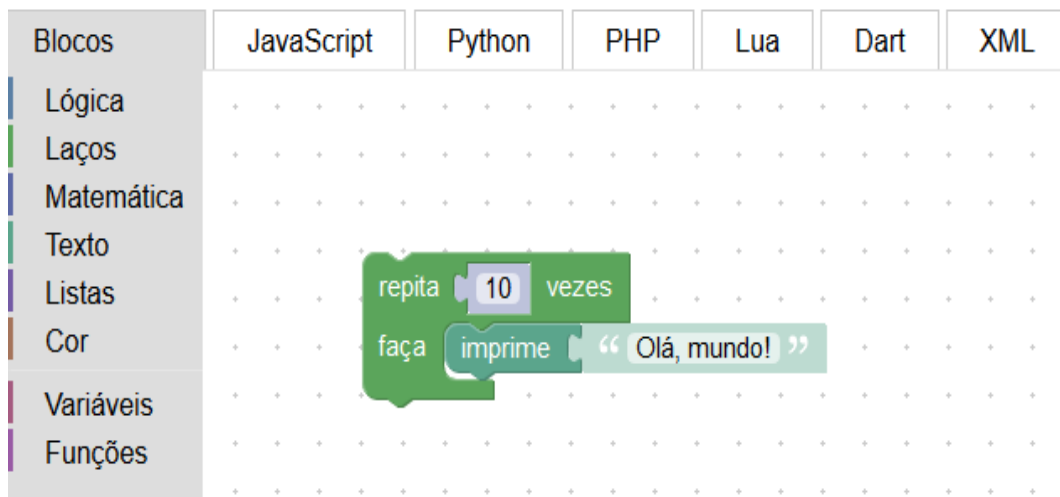 Blocos JavaScript Python PHP Lua Dart XML
Lógica
Laços
Matemática
Texto
Listas
Cor
Variáveis
Funções
repita 10 vezes
faça imprime “ Olá, mundo! ”